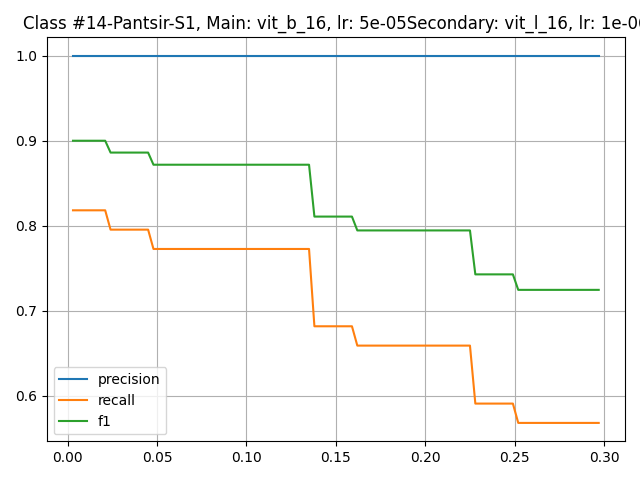 Class #14-Pantsir-S1, Main: vit_b_16, lr: 5e-05Secondary: vit_l_16, lr: 1e-06
1.0
0.9
0.8
0.7
0.6
precision
recall
f1
0.00 0.05 0.10 0.15 0.20 0.25 0.30